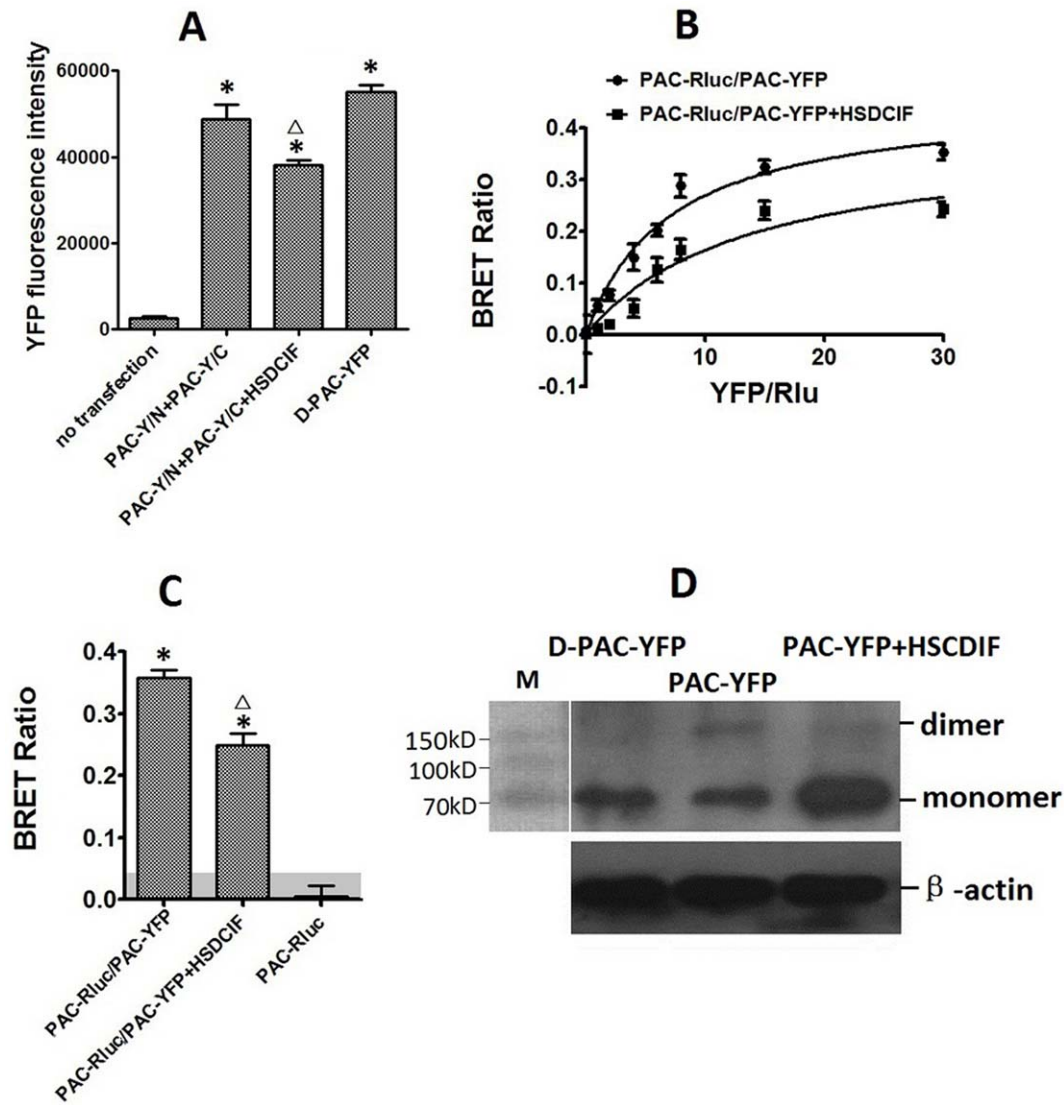 A
YFP fluorescence intensity
60000
40000
20000
0
*
*
△
*
*
no transfection
PAC-Y/N+PAC-Y/C
PAC-Y/N+PAC-Y/C+HSDCIF
D-PAC-YFP
B
PAC-Rluc/PAC-YFP
PAC-Rluc/PAC-YFP+HSDCIF
BRET Ratio
0.4
0.3
0.2
0.1
0.0
-0.1
10
20
30
YFP/Rlu
C
BRET Ratio
0.4
0.3
0.2
0.1
0.0
*
△
*
PAC-Rluc/PAC-YFP
PAC-Rluc/PAC-YFP+HSDCIF
PAC-Rluc
D
D-PAC-YFP
PAC-YFP+HSCDIF
M
PAC-YFP
150kD
100kD
70kD
dimer
monomer
β-actin